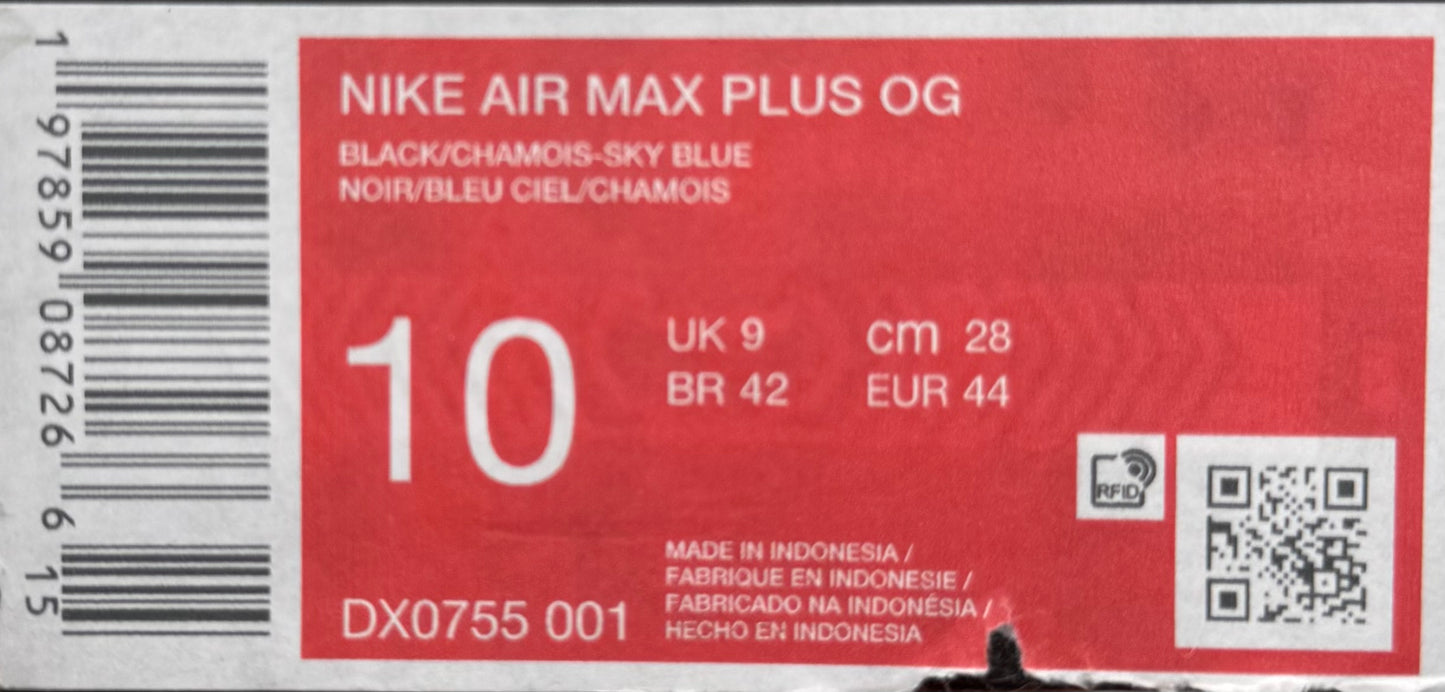 1 97859 08726 6 15
NIKE AIR MAX PLUS OG
BLACK/CHAMOIS-SKY BLUE
NOIR/BLEU CIEL/CHAMOIS
10
UK 9 cm 28
BR 42 EUR 44
RFID
MADE IN INDONESIA /
FABRIQUE EN INDONESIE /
FABRICADO NA INDONÉSIA /
HECHO EN INDONESIA
DX0755 001